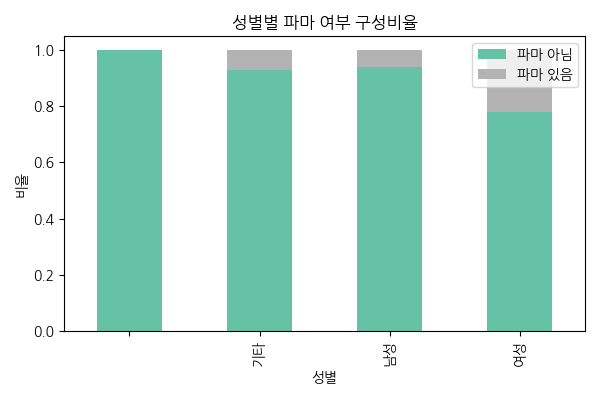 성별별 파마 여부 구성비율
파마 아님
파마 있음
비율
1.0
0.8
0.6
0.4
0.2
0.0
기타
남성
여성
성별